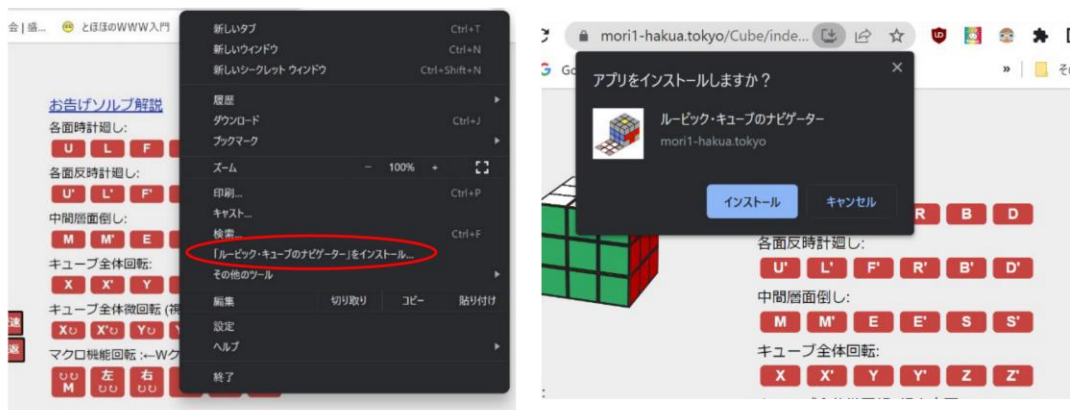 会 | 盛... とほほのWWW入門
お告げソルブ解説
各面時計廻し:
U L F
各面反時計廻し:
U' L' F'
中間層面倒し:
M M' E
キューブ全体回転:
X X' Y
キューブ全体微回転 (視
X↻ X'↻ Y↻
マクロ機能回転 :←Wク
M 左 右
速
返
新しいタブ Ctrl+T
新しいウィンドウ Ctrl+N
新しいシークレット ウィンドウ Ctrl+Shift+N
履歴
ダウンロード Ctrl+J
ブックマーク
ズーム − 100% +
印刷... Ctrl+P
キャスト...
検索... Ctrl+F
「ルービック・キューブのナビゲーター」をインストール...
その他のツール
編集 切り取り コピー 貼り付け
設定
ヘルプ
終了
mori1-hakua.tokyo/Cube/inde...
G Go » そ
アプリをインストールしますか？ ×
ルービック・キューブのナビゲーター
mori1-hakua.tokyo
インストール キャンセル
R B D
各面反時計廻し:
U' L' F' R' B' D'
中間層面倒し:
M M' E E' S S'
キューブ全体回転:
X X' Y Y' Z Z'